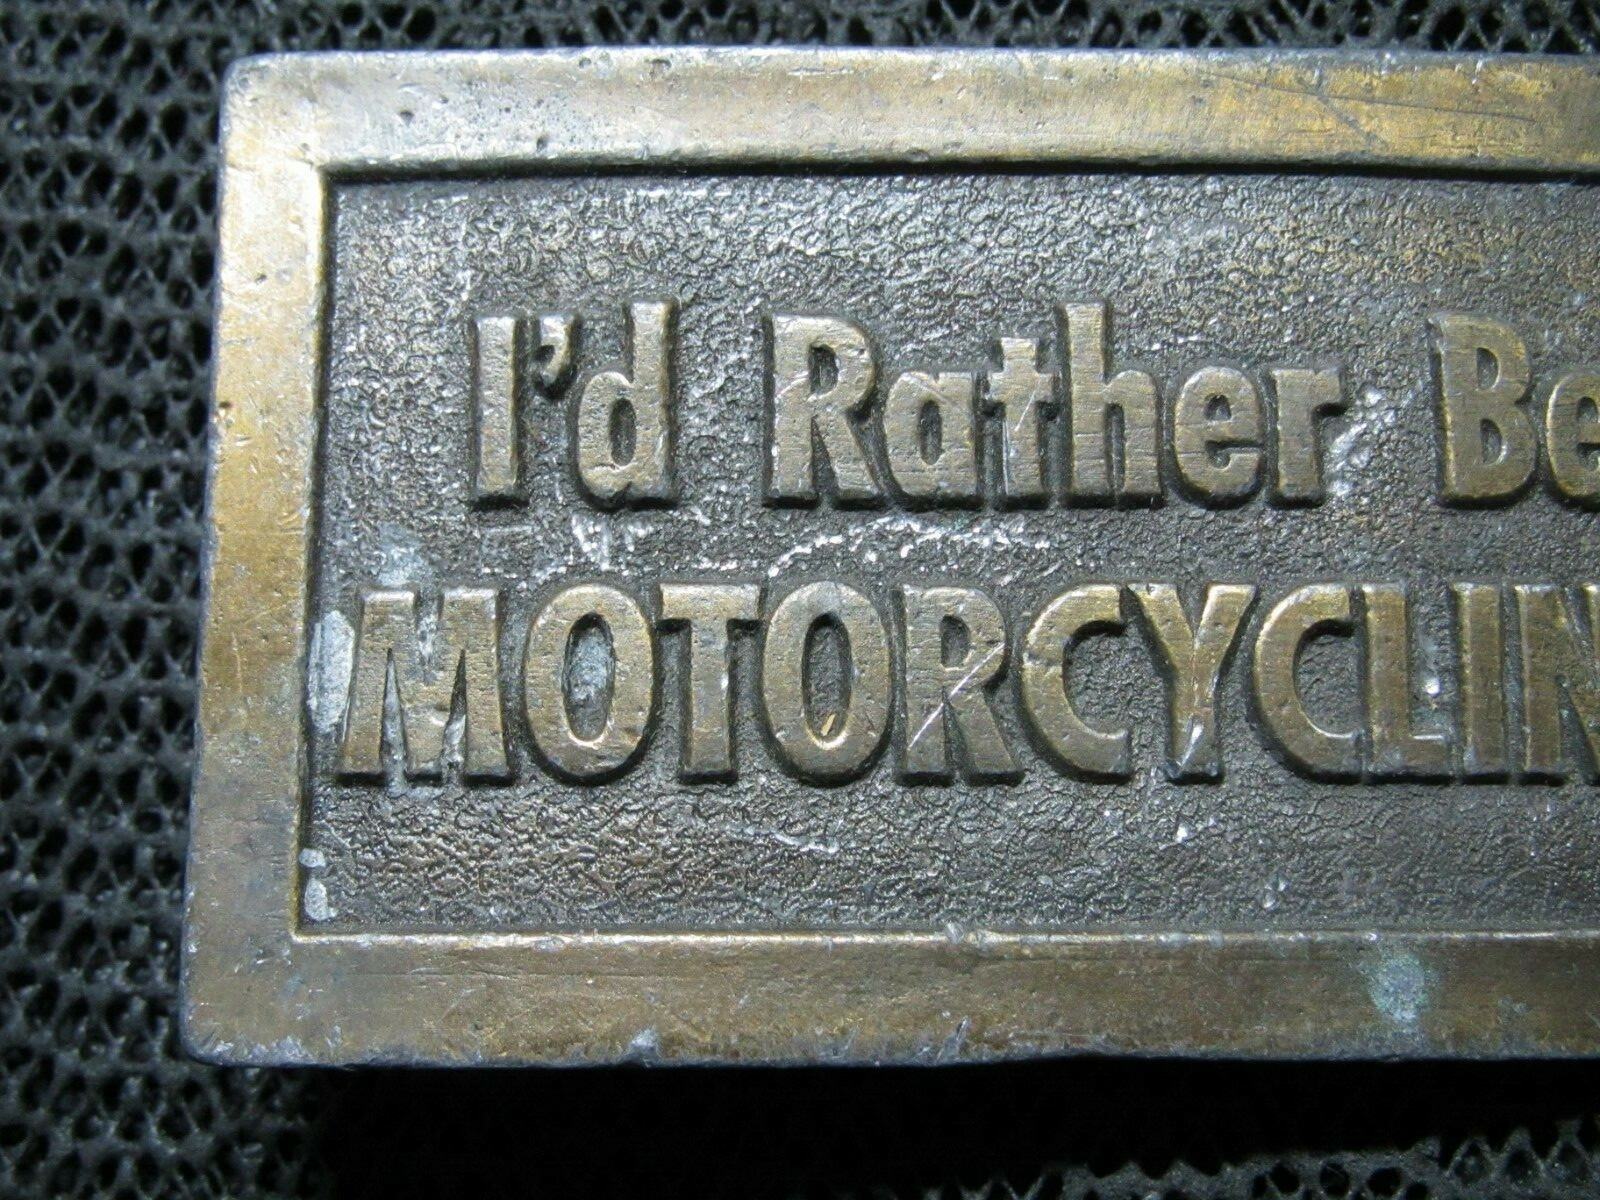 I'd Rather Be
MOTORCYCLIN